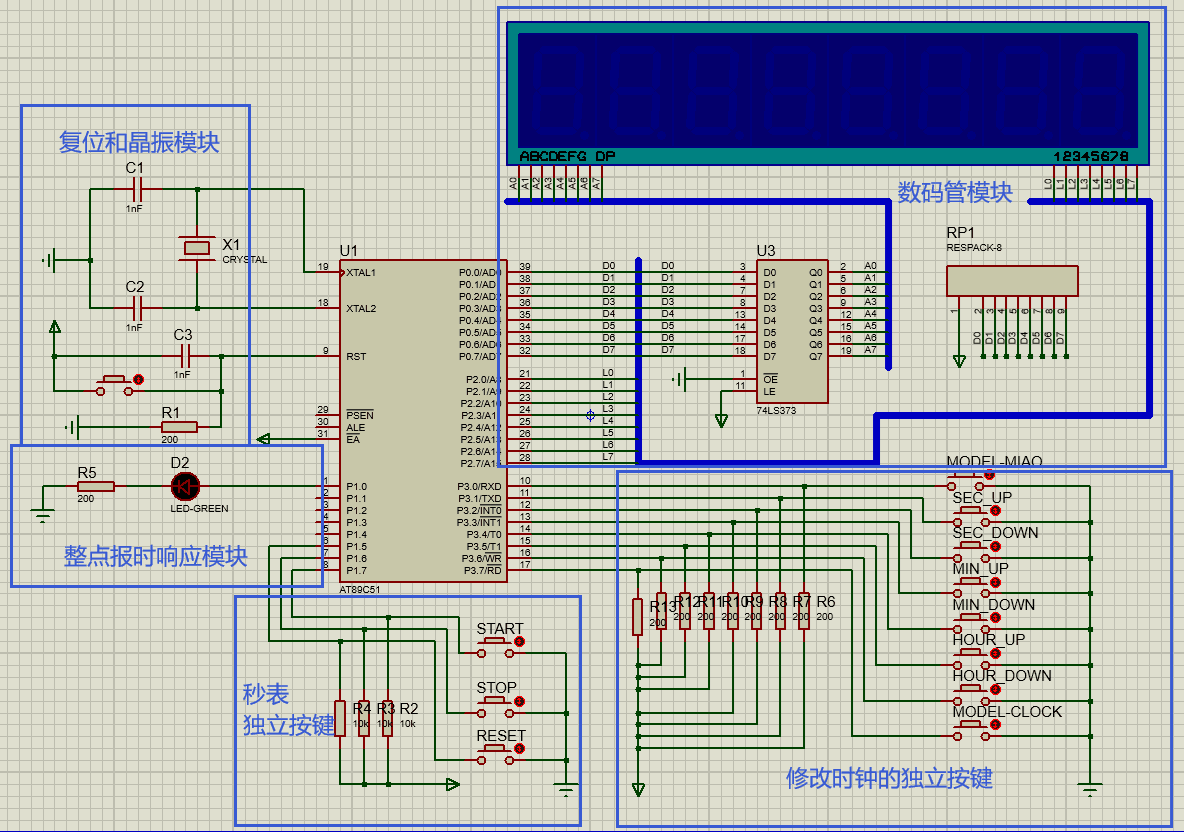 ABCDEFG DP
12345678
A0 A1 A2 A3 A4 A5 A6 A7
L0 L1 L2 L3 L4 L5 L6 L7
数码管模块
复位和晶振模块
C1
1nF
X1
CRYSTAL
C2
1nF
C3
1nF
R1
200
U1
19 XTAL1
18 XTAL2
9 RST
29 PSEN
30 ALE
31 EA
1 P1.0
2 P1.1
3 P1.2
4 P1.3
5 P1.4
6 P1.5
7 P1.6
8 P1.7
P0.0/AD0 39 D0
P0.1/AD1 38 D1
P0.2/AD2 37 D2
P0.3/AD3 36 D3
P0.4/AD4 35 D4
P0.5/AD5 34 D5
P0.6/AD6 33 D6
P0.7/AD7 32 D7
P2.0/A8 21 L0
P2.1/A9 22 L1
P2.2/A10 23 L2
P2.3/A11 24 L3
P2.4/A12 25 L4
P2.5/A13 26 L5
P2.6/A14 27 L6
P2.7/A15 28 L7
P3.0/RXD 10
P3.1/TXD 11
P3.2/INT0 12
P3.3/INT1 13
P3.4/T0 14
P3.5/T1 15
P3.6/WR 16
P3.7/RD 17
AT89C51
U3
D0 3 D0 Q0 2 A0
D1 4 D1 Q1 5 A1
D2 7 D2 Q2 6 A2
D3 8 D3 Q3 9 A3
D4 13 D4 Q4 12 A4
D5 14 D5 Q5 15 A5
D6 17 D6 Q6 16 A6
D7 18 D7 Q7 19 A7
1 OE
11 LE
74LS373
RP1
RESPACK-8
1 2 3 4 5 6 7 8 9
D0 D1 D2 D3 D4 D5 D6 D7
R5
200
D2
LED-GREEN
整点报时响应模块
START
STOP
RESET
秒表
独立按键
R4 R3 R2
10k 10k 10k
R13 R12 R11 R10 R9 R8 R7 R6
200 200 200 200 200 200 200 200
MODEL-MIAO
SEC_UP
SEC_DOWN
MIN_UP
MIN_DOWN
HOUR_UP
HOUR_DOWN
MODEL-CLOCK
修改时钟的独立按键